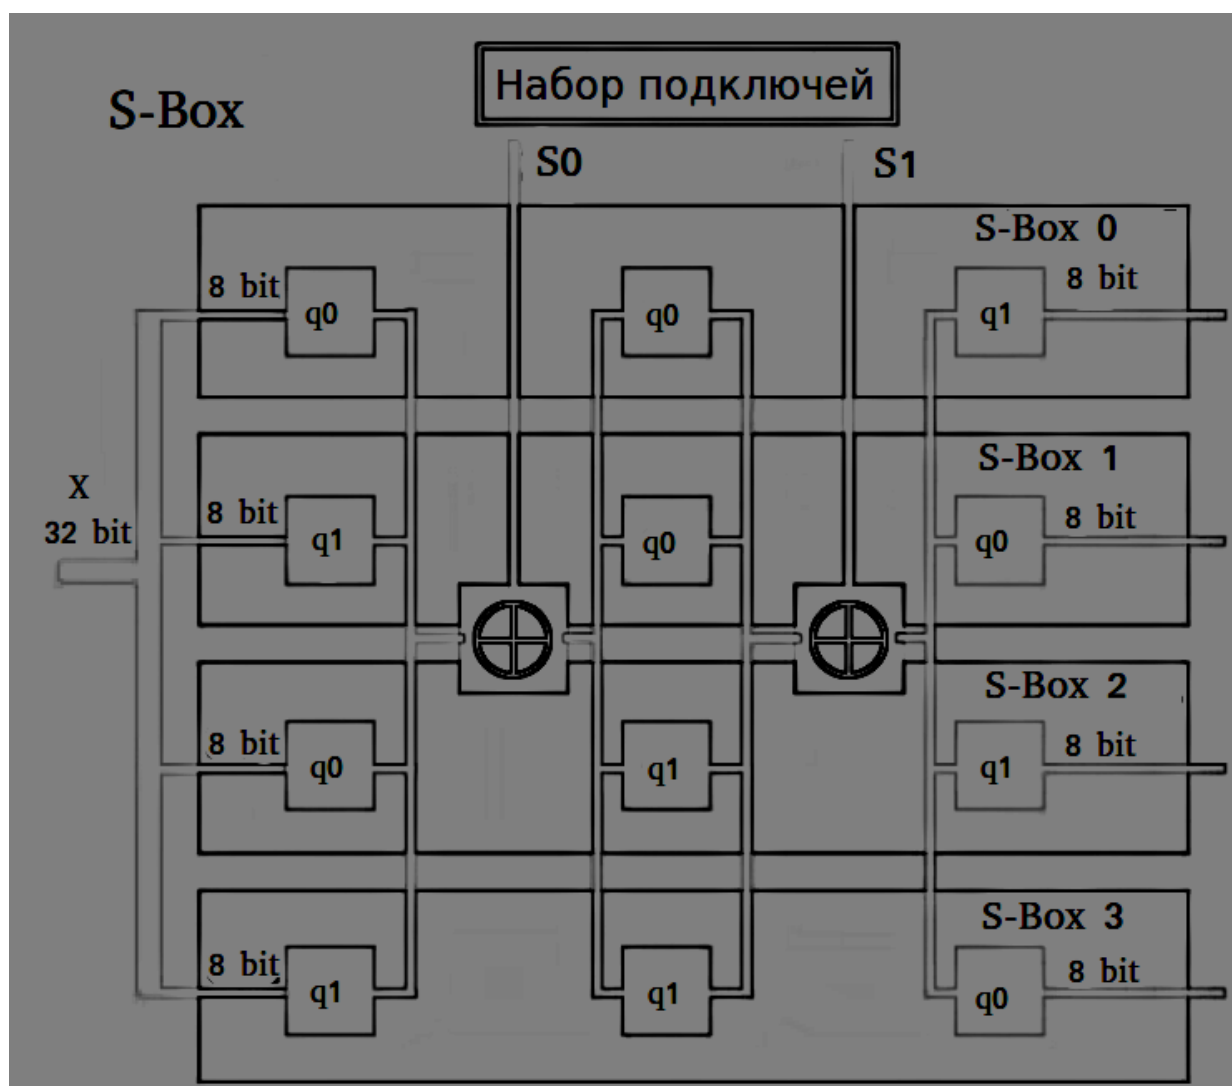 Набор подключей
S-Box
S0
S1
S-Box 0
8 bit
8 bit
q0
q0
q1
S-Box 1
X
32 bit
8 bit
8 bit
q1
q0
q0
S-Box 2
8 bit
8 bit
q0
q1
q1
S-Box 3
8 bit
8 bit
q1
q1
q0